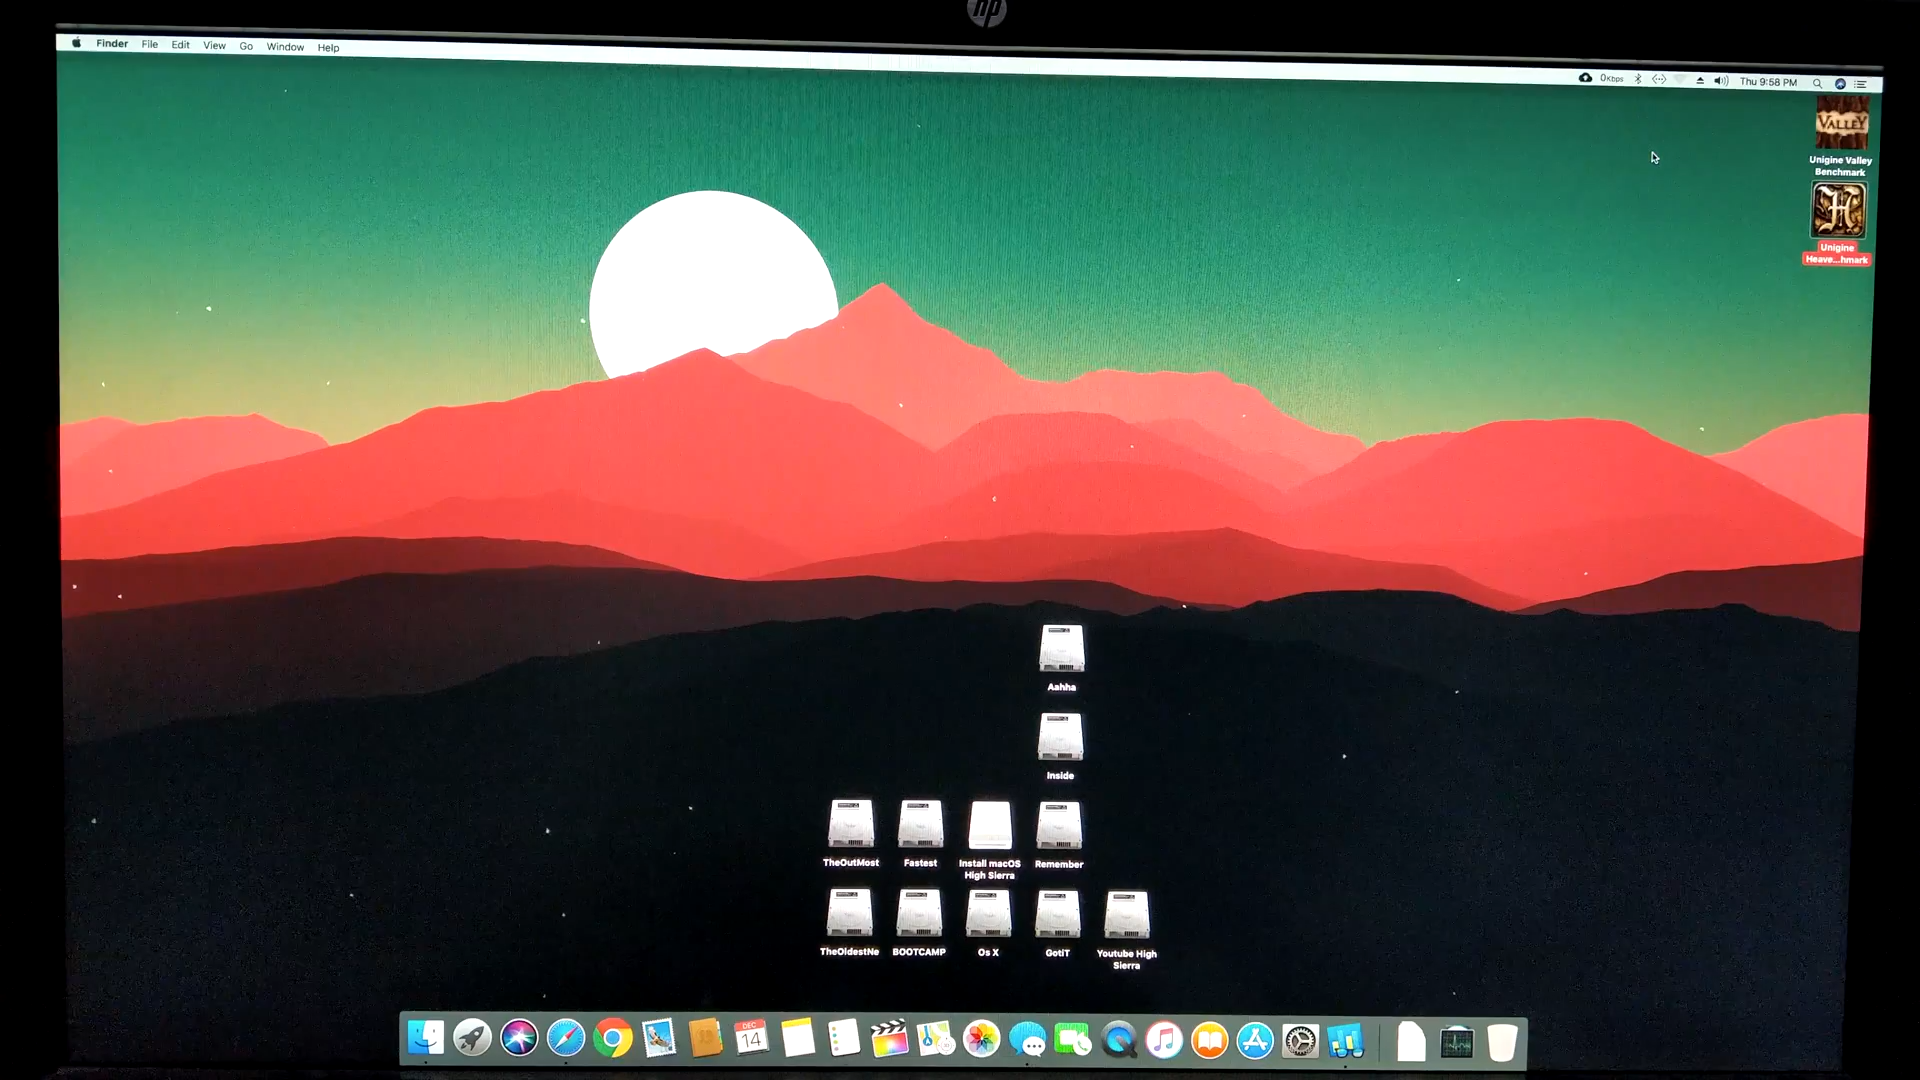 hp
Finder File Edit View Go Window Help
0Kbps Thu 9:58 PM
VALLEY
Unigine Valley
Benchmark
H
Unigine
Heave...hmark
Aahha
Inside
TheOutMost Fastest Install macOS
High Sierra
Remember
TheOldestNe BOOTCAMP Os X GotIT Youtube High
Sierra
DEC
14